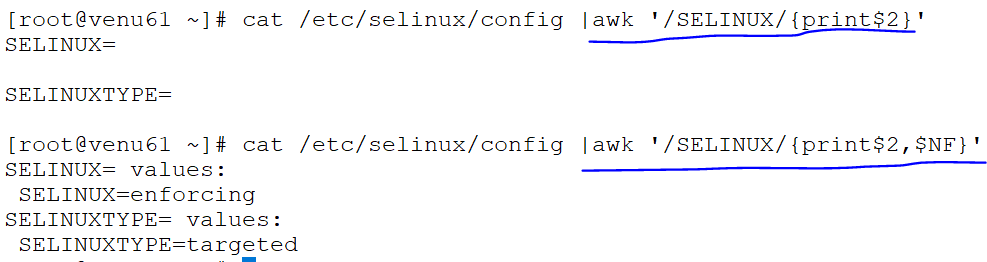 [root@venu61 ~]# cat /etc/selinux/config |awk '/SELINUX/{print$2}'
SELINUX=

SELINUXTYPE=

[root@venu61 ~]# cat /etc/selinux/config |awk '/SELINUX/{print$2,$NF}'
SELINUX= values:
 SELINUX=enforcing
SELINUXTYPE= values:
 SELINUXTYPE=targeted